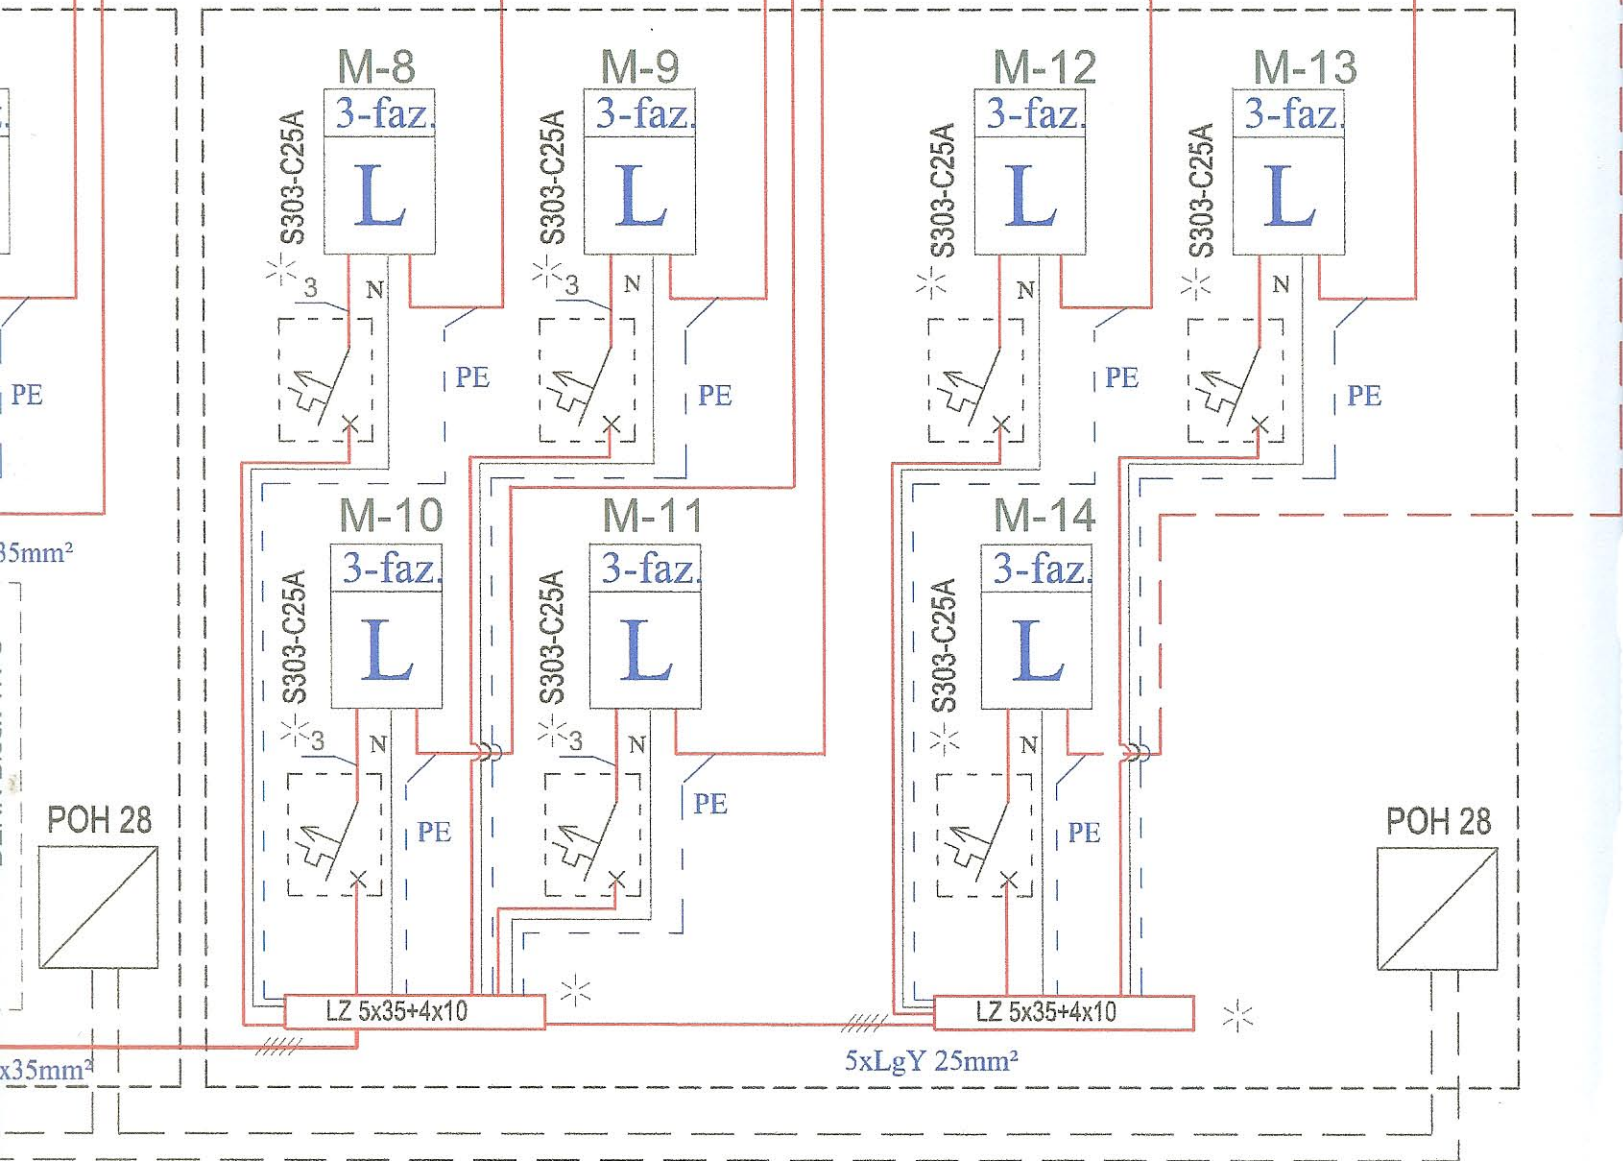 M-8
3-faz.
L
S303-C25A
3
N
PE
M-9
3-faz.
L
S303-C25A
3
N
PE
M-12
3-faz.
L
S303-C25A
N
PE
M-13
3-faz.
L
S303-C25A
N
PE
PE
35mm²
M-10
3-faz.
L
S303-C25A
3
N
PE
M-11
3-faz.
L
S303-C25A
3
N
PE
M-14
3-faz.
L
S303-C25A
N
PE
POH 28
POH 28
LZ 5x35+4x10
LZ 5x35+4x10
x35mm²
5xLgY 25mm²